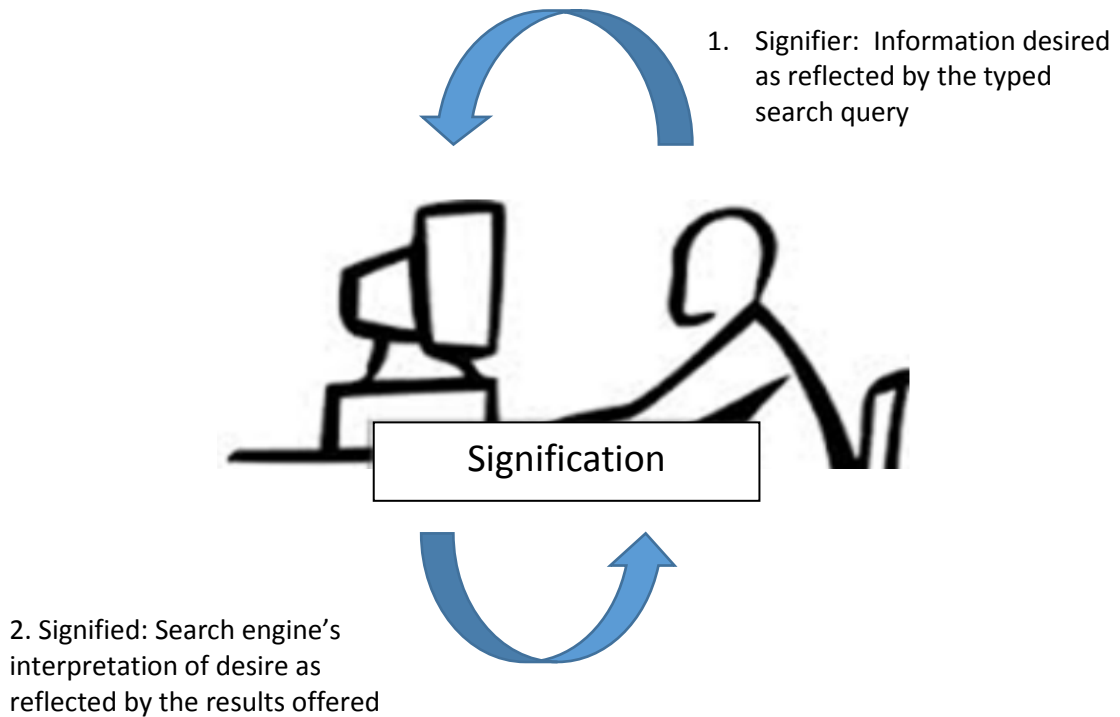 1. Signifier: Information desired
as reflected by the typed
search query
Signification
2. Signified: Search engine’s
interpretation of desire as
reflected by the results offered